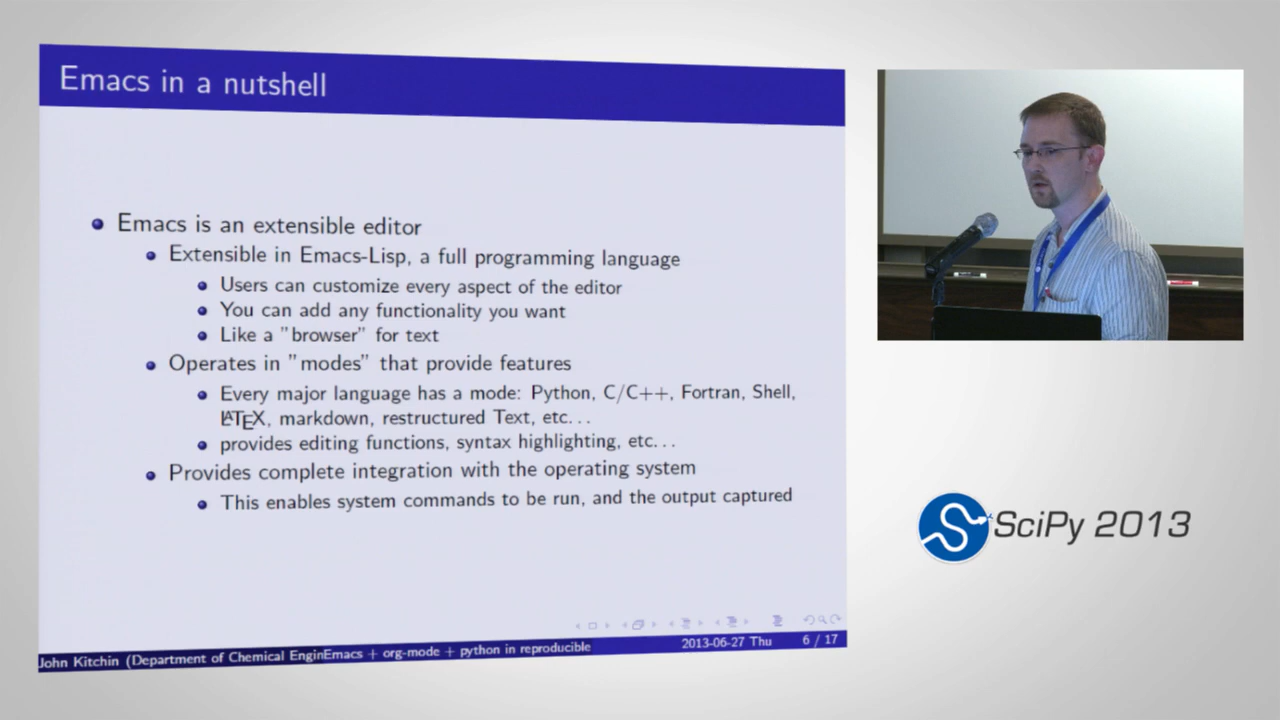 Emacs in a nutshell
Emacs is an extensible editor
Extensible in Emacs-Lisp, a full programming language
Users can customize every aspect of the editor
You can add any functionality you want
Like a "browser" for text
Operates in "modes" that provide features
Every major language has a mode: Python, C/C++, Fortran, Shell,
LATEX, markdown, restructured Text, etc...
provides editing functions, syntax highlighting, etc...
Provides complete integration with the operating system
This enables system commands to be run, and the output captured
John Kitchin (Department of Chemical EnginEmacs + org-mode + python in reproducible
2013-06-27 Thu
6 / 17
SciPy 2013